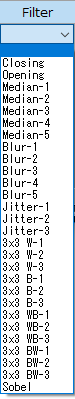 Filter
Closing
Opening
Median-1
Median-2
Median-3
Median-4
Median-5
Blur-1
Blur-2
Blur-3
Blur-4
Blur-5
Jitter-1
Jitter-2
Jitter-3
3x3 W-1
3x3 W-2
3x3 W-3
3x3 B-1
3x3 B-2
3x3 B-3
3x3 WB-1
3x3 WB-2
3x3 WB-3
3x3 BW-1
3x3 BW-2
3x3 BW-3
Sobel